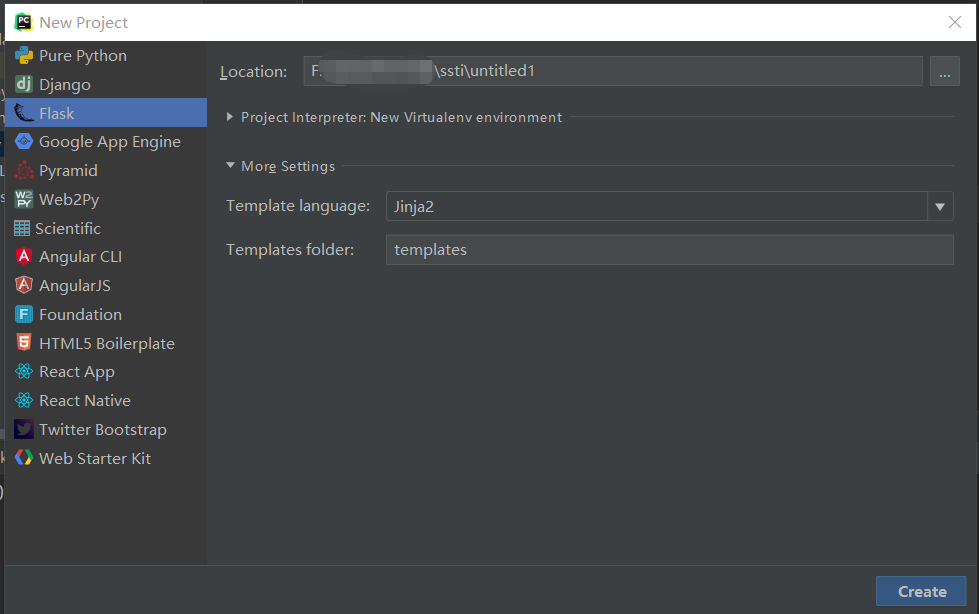 New Project
Pure Python
Django
Flask
Google App Engine
Pyramid
Web2Py
Scientific
Angular CLI
AngularJS
Foundation
HTML5 Boilerplate
React App
React Native
Twitter Bootstrap
Web Starter Kit
Location: F. \ssti\untitled1 ...
Project Interpreter: New Virtualenv environment
More Settings
Template language: Jinja2
Templates folder: templates
Create